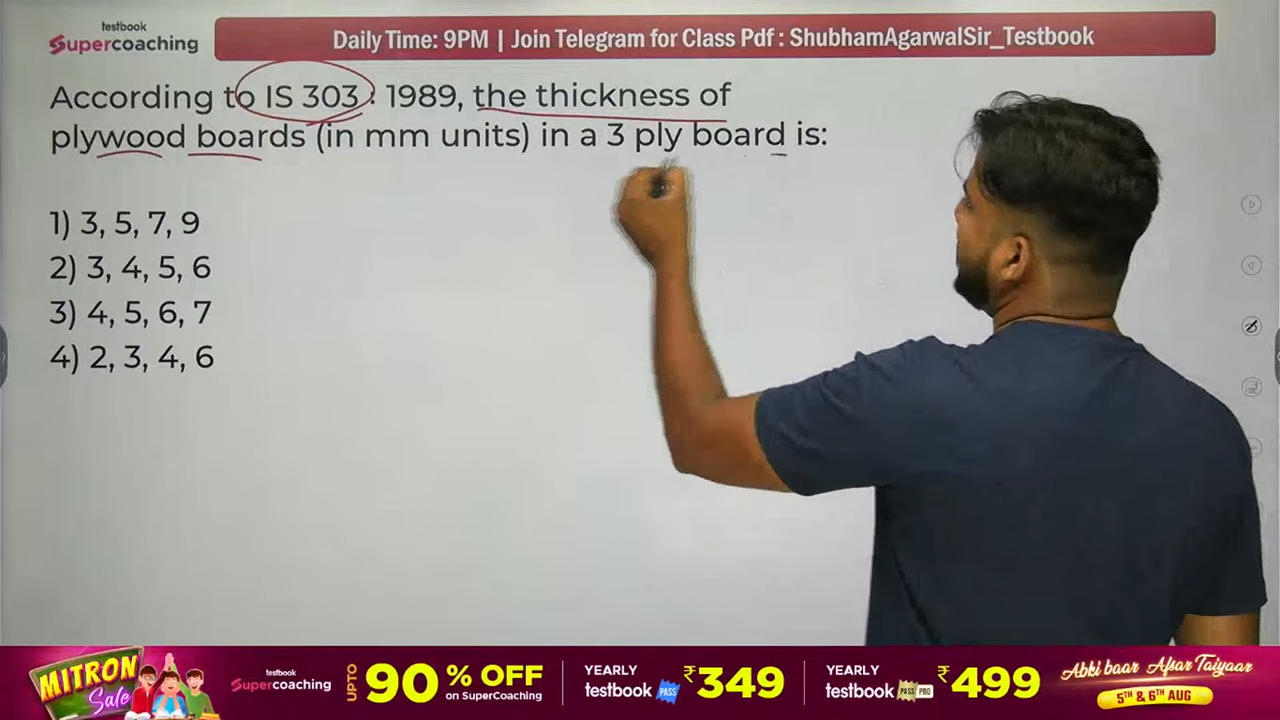 testbook
Supercoaching
Daily Time: 9PM | Join Telegram for Class Pdf : ShubhamAgarwalSir_Testbook
According to IS 303 : 1989, the thickness of
plywood boards (in mm units) in a 3 ply board is:
1) 3, 5, 7, 9
2) 3, 4, 5, 6
3) 4, 5, 6, 7
4) 2, 3, 4, 6
MITRON
Sale
testbook
Supercoaching
UPTO 90% OFF
on SuperCoaching
YEARLY
testbook PASS
₹349
YEARLY
testbook PASS PRO
₹499
Abki baar Afsar Taiyaar
5TH & 6TH AUG